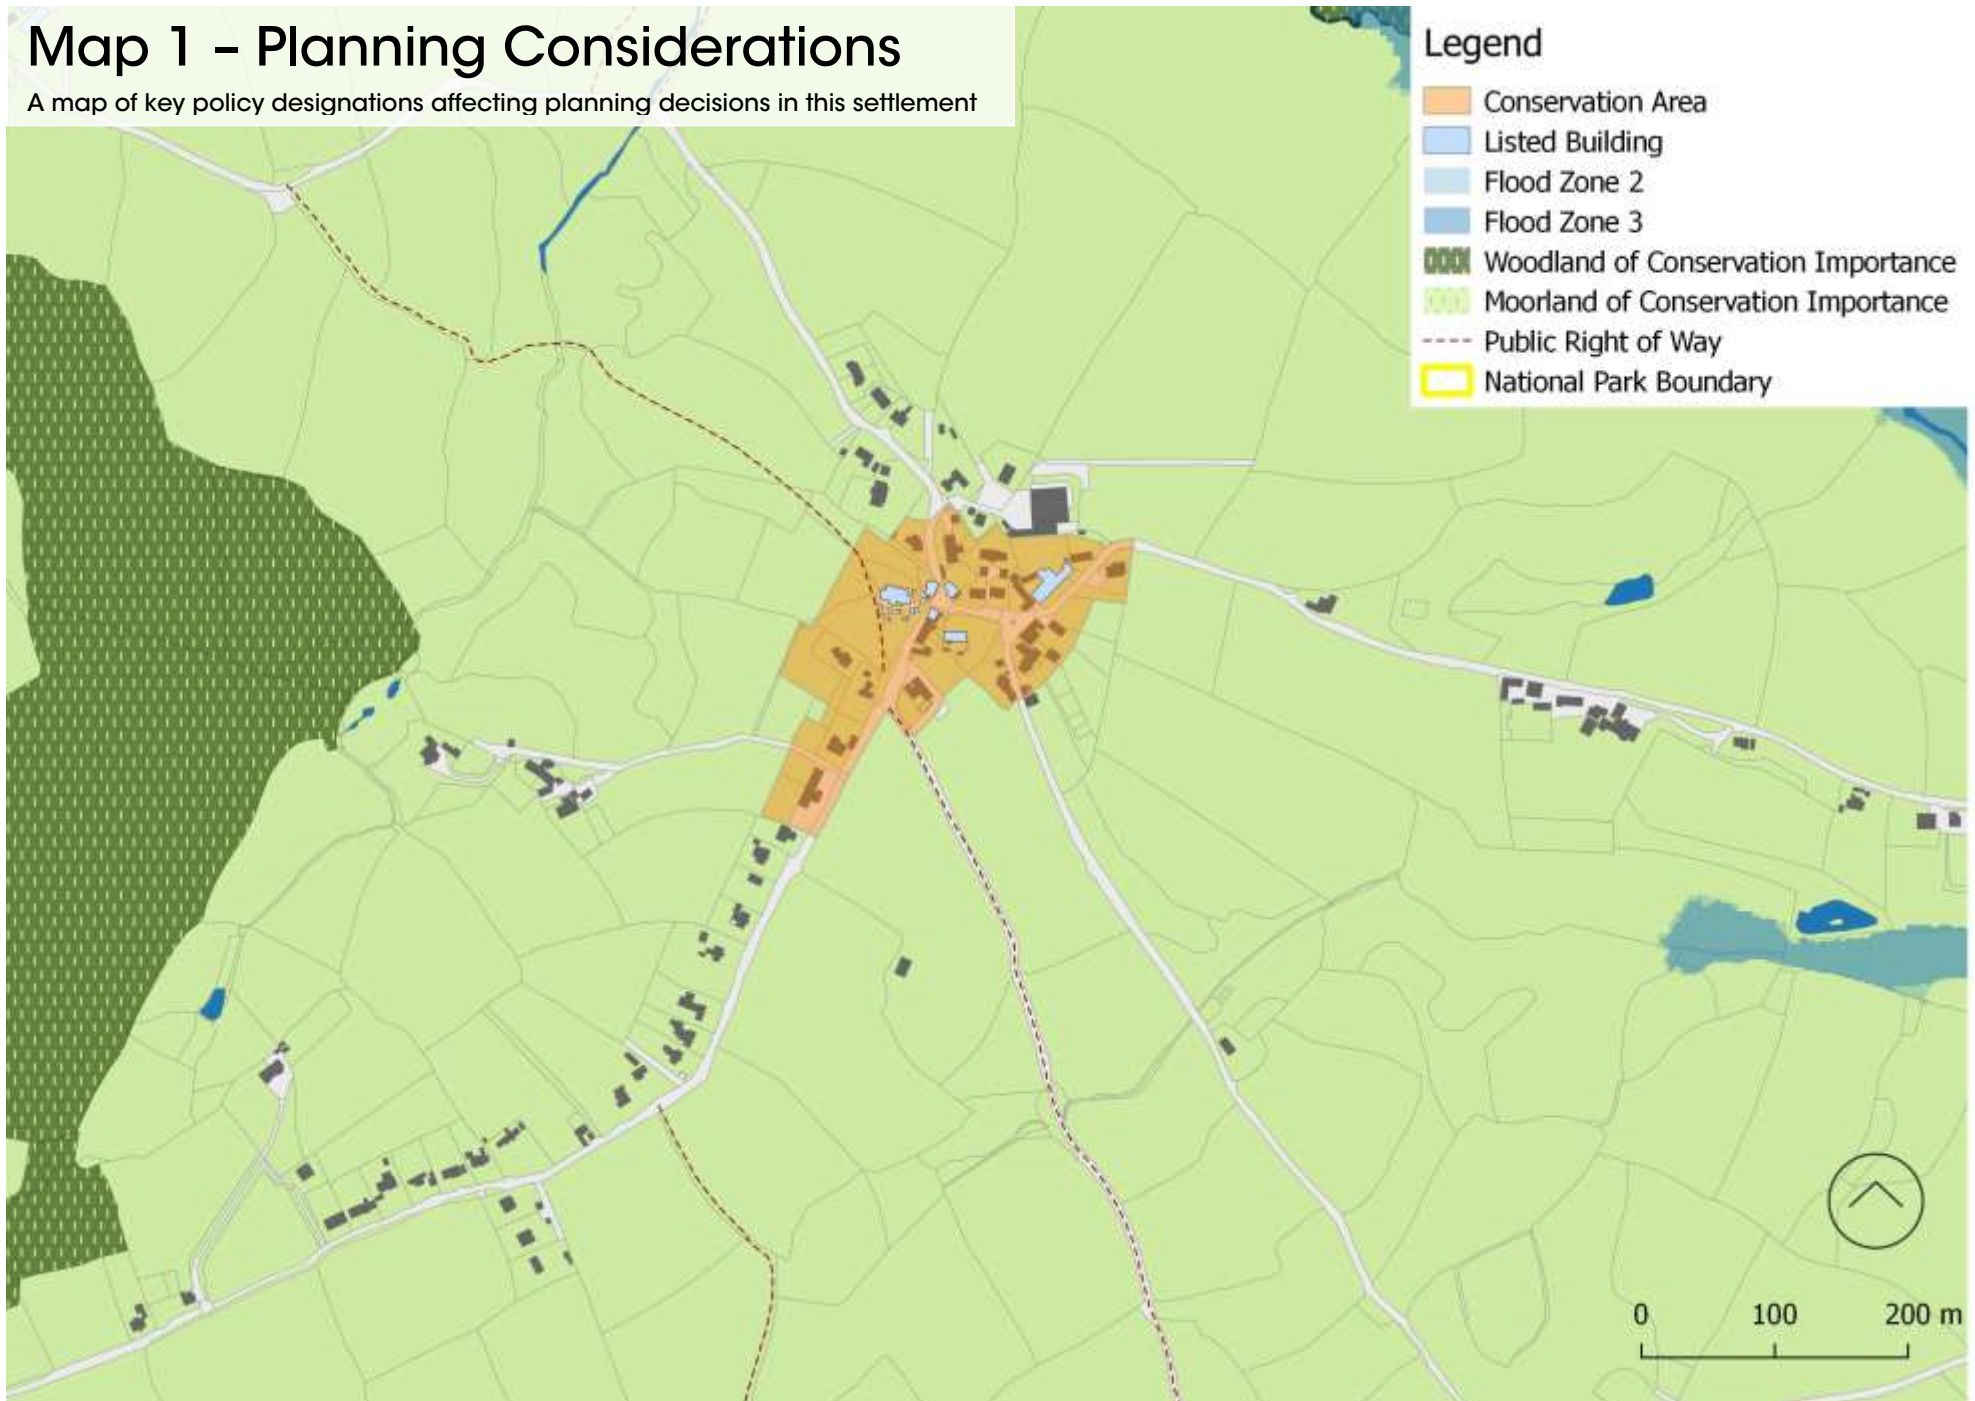 Map 1 – Planning Considerations
A map of key policy designations affecting planning decisions in this settlement
Legend
Conservation Area
Listed Building
Flood Zone 2
Flood Zone 3
Woodland of Conservation Importance
Moorland of Conservation Importance
Public Right of Way
National Park Boundary
0 100 200 m